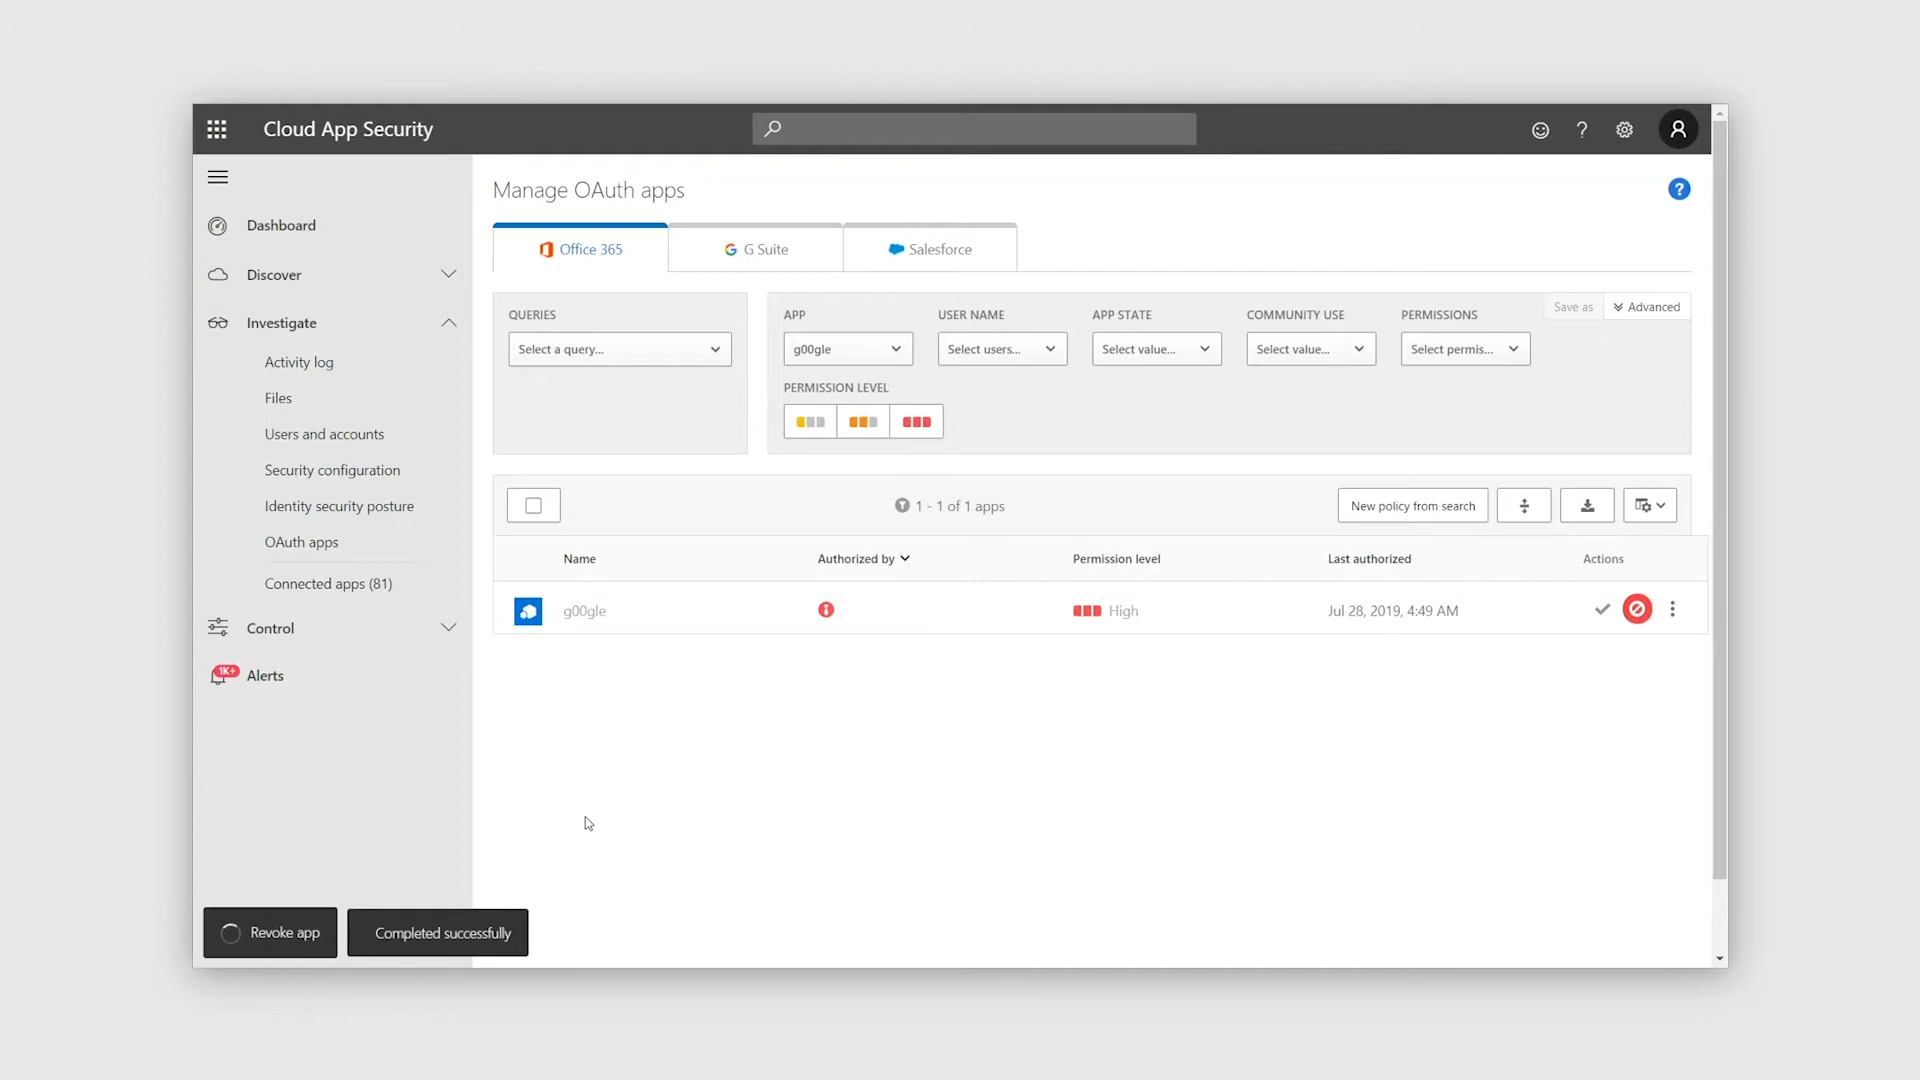 Cloud App Security
?
Manage OAuth apps
?
Dashboard
Discover
Investigate
Activity log
Files
Users and accounts
Security configuration
Identity security posture
OAuth apps
Connected apps (81)
Control
1K+
Alerts
Office 365
G Suite
Salesforce
QUERIES
Select a query...
Save as
Advanced
APP
USER NAME
APP STATE
COMMUNITY USE
PERMISSIONS
g00gle
Select users...
Select value...
Select value...
Select permis...
PERMISSION LEVEL
1 - 1 of 1 apps
New policy from search
Name
Authorized by
Permission level
Last authorized
Actions
g00gle
High
Jul 28, 2019, 4:49 AM
Revoke app
Completed successfully